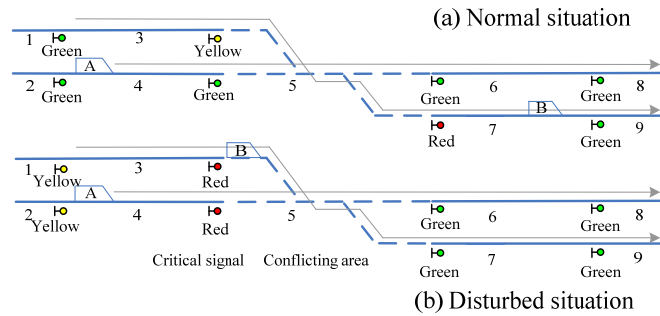 (a) Normal situation
1 3
Green Yellow
A
2 4 5 6 8
Green Green Green Green
B
7 9
Red Green
(b) Disturbed situation
B
1 3
Yellow Red
A
2 4 5 6 8
Yellow Red Green Green
Critical signal Conflicting area 7 9
Green Green